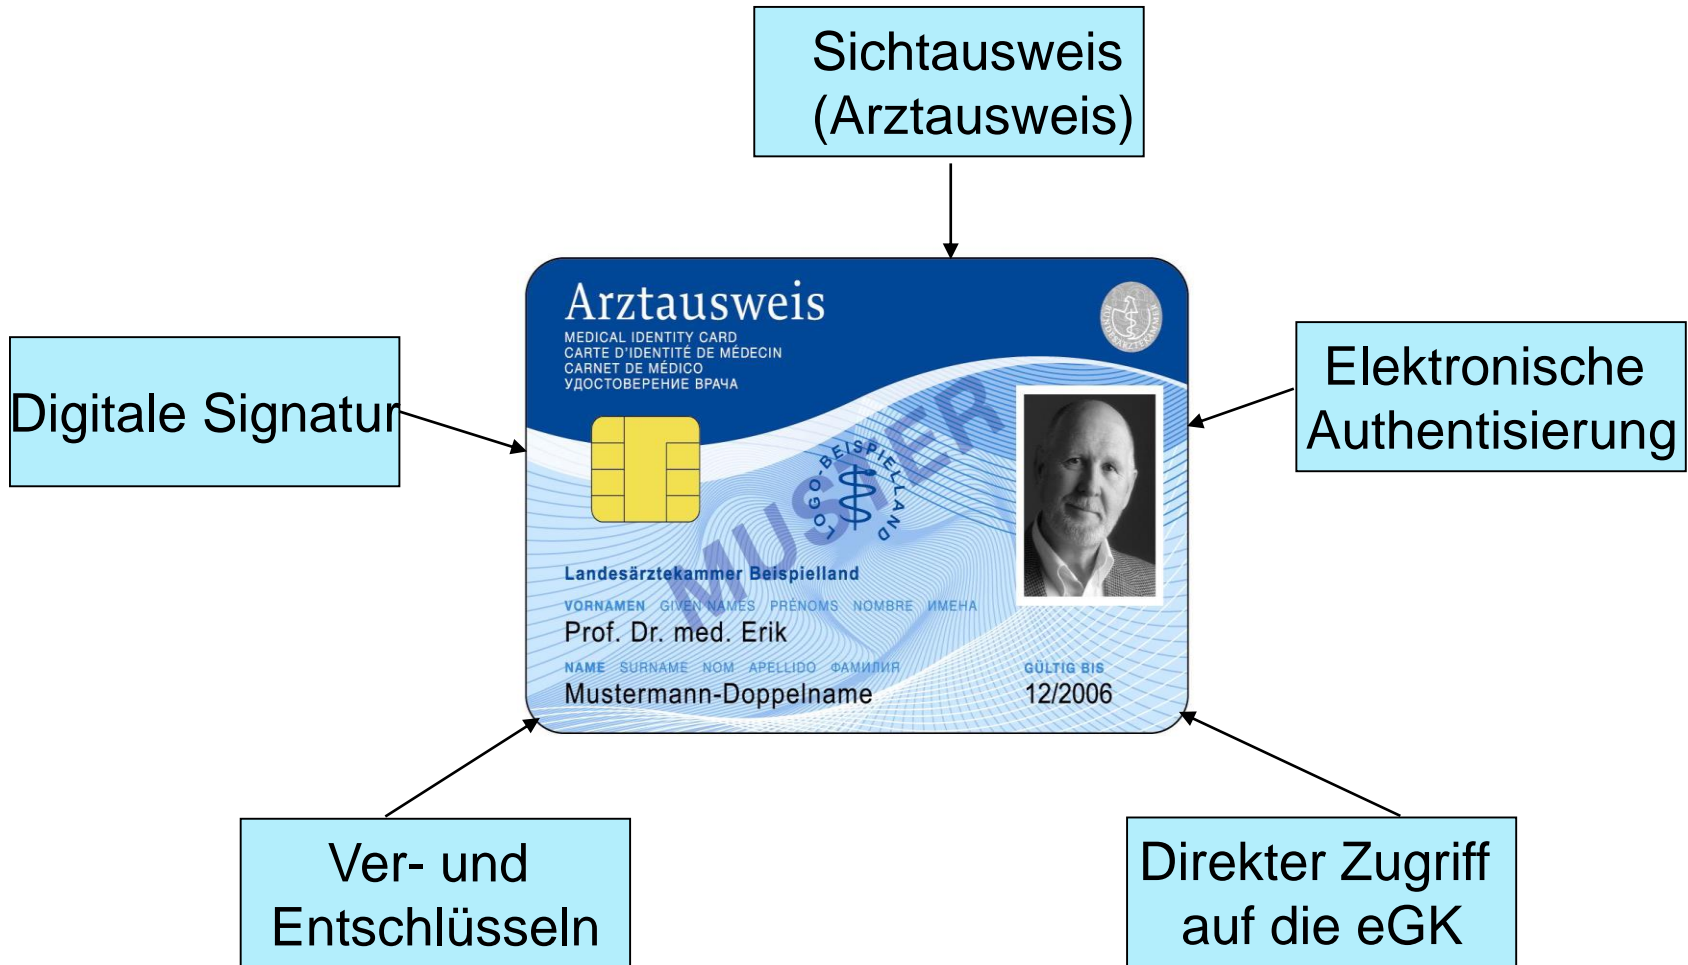 Sichtausweis
(Arztausweis)
Digitale Signatur
Elektronische
Authentisierung
Arztausweis
MEDICAL IDENTITY CARD
CARTE D'IDENTITÉ DE MÉDECIN
CARNET DE MÉDICO
УДОСТОВЕРЕНИЕ ВРАЧА
BUNDESÄRZTEKAMMER
LOGO-BEISPIELLAND
MUSTER
Landesärztekammer Beispielland
VORNAMEN GIVEN NAMES PRÉNOMS NOMBRE ИМЕНА
Prof. Dr. med. Erik
NAME SURNAME NOM APELLIDO ФАМИЛИЯ
Mustermann-Doppelname
GÜLTIG BIS
12/2006
Ver- und
Entschlüsseln
Direkter Zugriff
auf die eGK